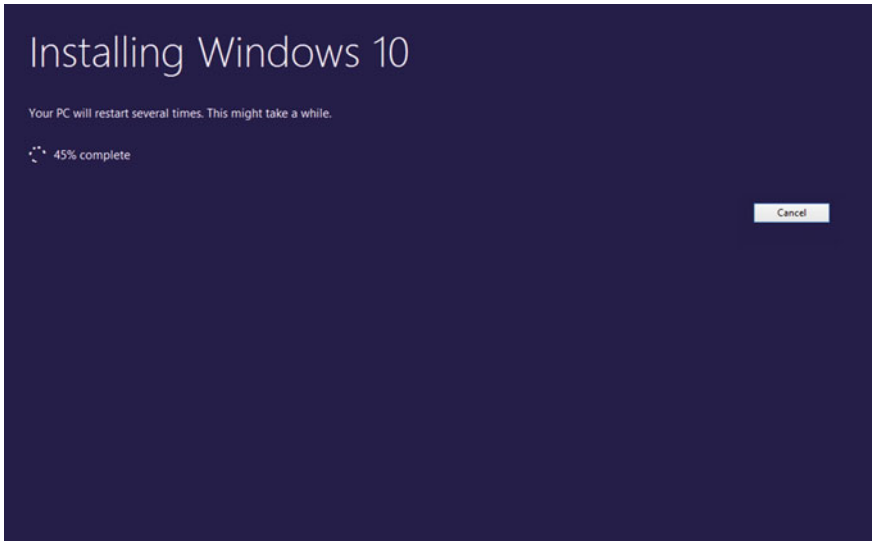 Installing Windows 10
Your PC will restart several times. This might take a while.
45% complete
Cancel